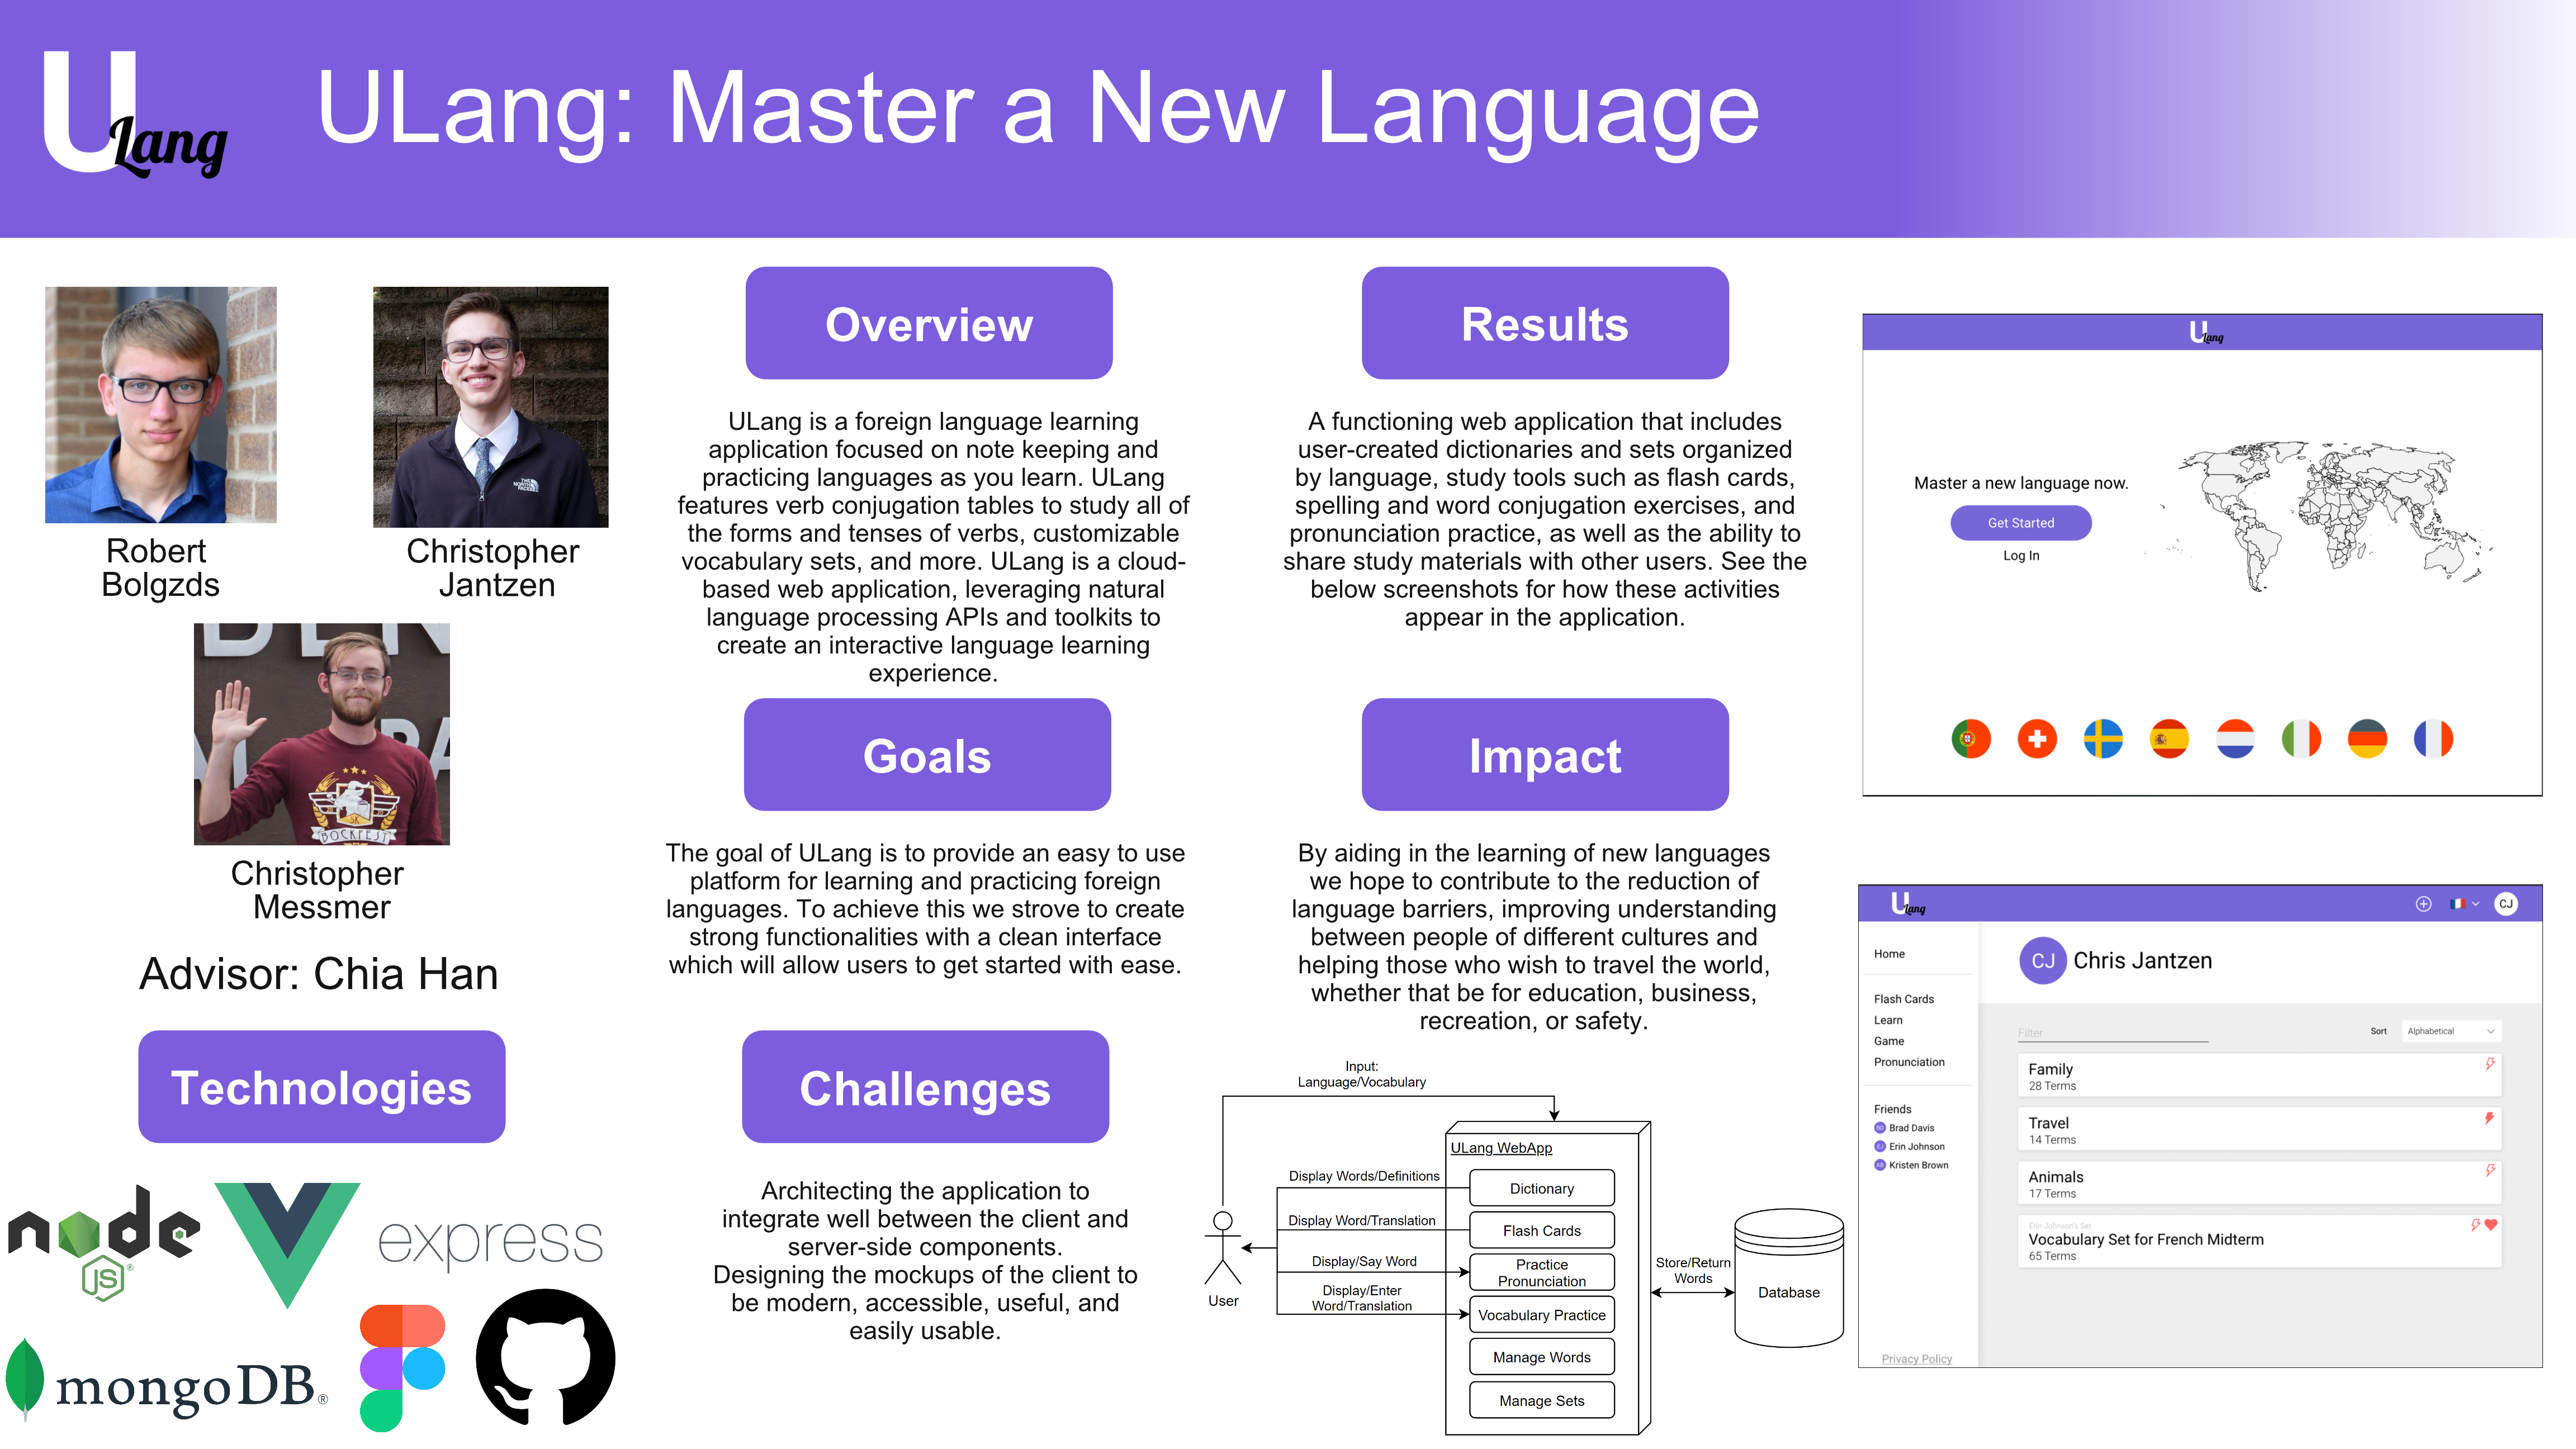 ULang
ULang: Master a New Language
Robert
Bolgzds
THE
NORTH
FACE
Christopher
Jantzen
DEN
PA
5K
BOCKFEST
Christopher
Messmer
Advisor: Chia Han
Technologies
node
JS®
express
mongoDB®
Overview
ULang is a foreign language learning
application focused on note keeping and
practicing languages as you learn. ULang
features verb conjugation tables to study all of
the forms and tenses of verbs, customizable
vocabulary sets, and more. ULang is a cloud-
based web application, leveraging natural
language processing APIs and toolkits to
create an interactive language learning
experience.
Goals
The goal of ULang is to provide an easy to use
platform for learning and practicing foreign
languages. To achieve this we strove to create
strong functionalities with a clean interface
which will allow users to get started with ease.
Challenges
Architecting the application to
integrate well between the client and
server-side components.
Designing the mockups of the client to
be modern, accessible, useful, and
easily usable.
Results
A functioning web application that includes
user-created dictionaries and sets organized
by language, study tools such as flash cards,
spelling and word conjugation exercises, and
pronunciation practice, as well as the ability to
share study materials with other users. See the
below screenshots for how these activities
appear in the application.
Impact
By aiding in the learning of new languages
we hope to contribute to the reduction of
language barriers, improving understanding
between people of different cultures and
helping those who wish to travel the world,
whether that be for education, business,
recreation, or safety.
Input:
Language/Vocabulary
ULang WebApp
Display Words/Definitions
Dictionary
Display Word/Translation
Flash Cards
Display/Say Word
Practice
Pronunciation
Display/Enter
Word/Translation
Vocabulary Practice
Manage Words
Manage Sets
User
Store/Return
Words
Database
ULang
Master a new language now.
Get Started
Log In
ULang
CJ
Home
Flash Cards
Learn
Game
Pronunciation
Friends
BD Brad Davis
EJ Erin Johnson
KB Kristen Brown
Privacy Policy
CJ Chris Jantzen
Filter
Sort
Alphabetical
Family
28 Terms
Travel
14 Terms
Animals
17 Terms
Erin Johnson's Set
Vocabulary Set for French Midterm
65 Terms